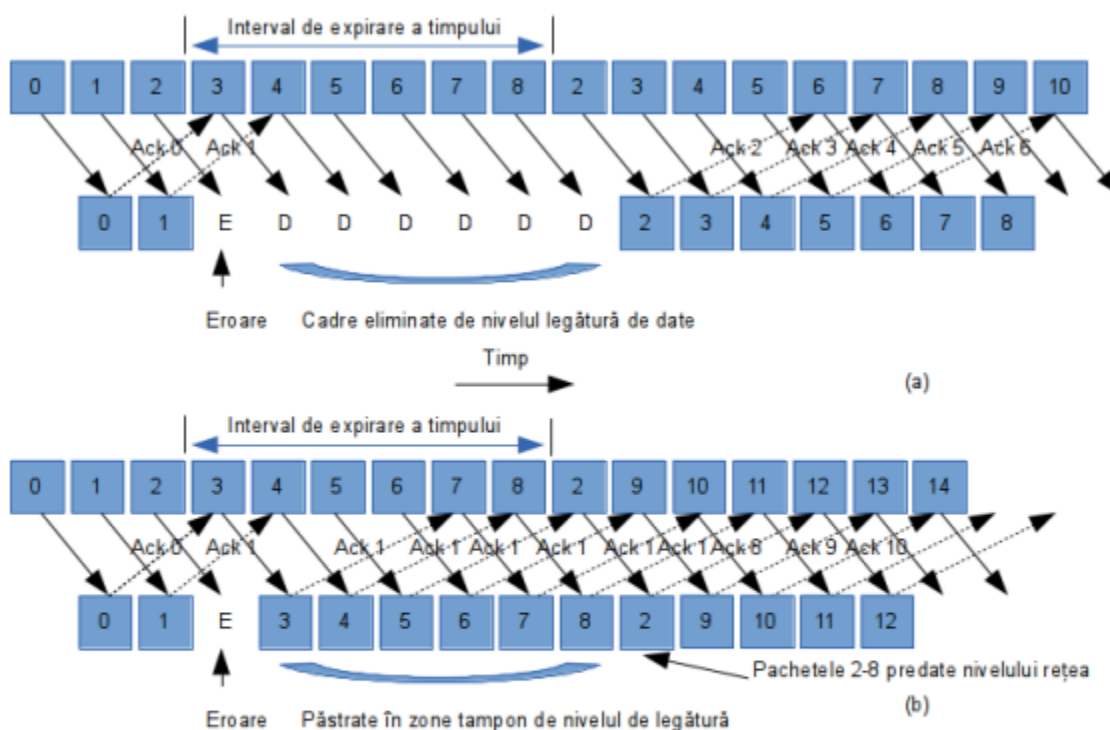 Interval de expirare a timpului
0 1 2 3 4 5 6 7 8 2 3 4 5 6 7 8 9 10
Ack 0 Ack 1 Ack 2 Ack 3 Ack 4 Ack 5 Ack 6
0 1 E D D D D D D 2 3 4 5 6 7 8
Eroare Cadre eliminate de nivelul legătură de date
Timp
(a)
Interval de expirare a timpului
0 1 2 3 4 5 6 7 8 2 9 10 11 12 13 14
Ack 0 Ack 1 Ack 1 Ack 1 Ack 1 Ack 1 Ack 1 Ack 1 Ack 8 Ack 9 Ack 10
0 1 E 3 4 5 6 7 8 2 9 10 11 12
Pachetele 2-8 predate nivelului rețea
(b)
Eroare Păstrate în zone tampon de nivelul de legătură